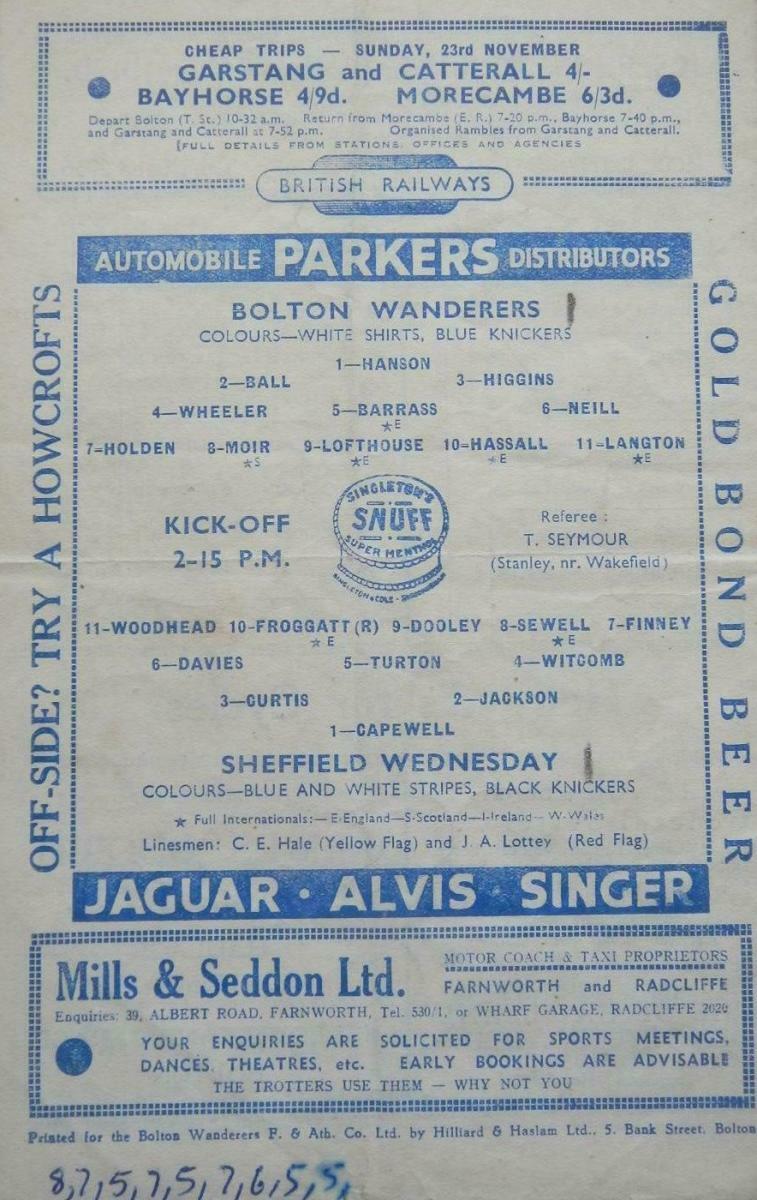 CHEAP TRIPS — SUNDAY, 23rd NOVEMBER
GARSTANG and CATTERALL 4/-
BAYHORSE 4/9d. MORECAMBE 6/3d.
Depart Bolton (T. St.) 10-32 a.m. Return from Morecambe (E. R.) 7-20 p.m., Bayhorse 7-40 p.m.,
and Garstang and Catterall at 7-52 p.m. Organised Rambles from Garstang and Catterall.
[FULL DETAILS FROM STATIONS, OFFICES AND AGENCIES
BRITISH RAILWAYS
AUTOMOBILE PARKERS DISTRIBUTORS
OFF-SIDE? TRY A HOWCROFTS
BOLTON WANDERERS 1
COLOURS—WHITE SHIRTS, BLUE KNICKERS
1—HANSON
2—BALL 3—HIGGINS
4—WHEELER 5—BARRASS 6—NEILL
★E
7=HOLDEN 8-MOIR 9-LOFTHOUSE 10=HASSALL 11=LANGTON
★S ★E ★E ★E
KICK-OFF
2-15 P.M.
SINGLETON'S
SNUFF
SUPER MENTHOL
SINGLETON & COLE -
Referee :
T. SEYMOUR
(Stanley, nr. Wakefield)
11-WOODHEAD 10-FROGGATT (R) 9-DOOLEY 8-SEWELL 7-FINNEY
★E ★E
6—DAVIES 5—TURTON 4—WITCOMB
3—CURTIS 2—JACKSON
1—CAPEWELL
SHEFFIELD WEDNESDAY 1
COLOURS—BLUE AND WHITE STRIPES, BLACK KNICKERS
★ Full Internationals:—E-England—S-Scotland—I-Ireland—W-Wales
Linesmen: C. E. Hale (Yellow Flag) and J. A. Lottey (Red Flag)
GOLD BOND BEER
JAGUAR · ALVIS · SINGER
Mills & Seddon Ltd. MOTOR COACH & TAXI PROPRIETORS
FARNWORTH and RADCLIFFE
Enquiries: 39, ALBERT ROAD, FARNWORTH, Tel. 530/1, or WHARF GARAGE, RADCLIFFE 2026
YOUR ENQUIRIES ARE SOLICITED FOR SPORTS MEETINGS,
DANCES, THEATRES, etc. EARLY BOOKINGS ARE ADVISABLE
THE TROTTERS USE THEM — WHY NOT YOU
Printed for the Bolton Wanderers F. & Ath. Co. Ltd. by Hilliard & Haslam Ltd., 5, Bank Street, Bolton
8,7,5,7,5,7,6,5,5,